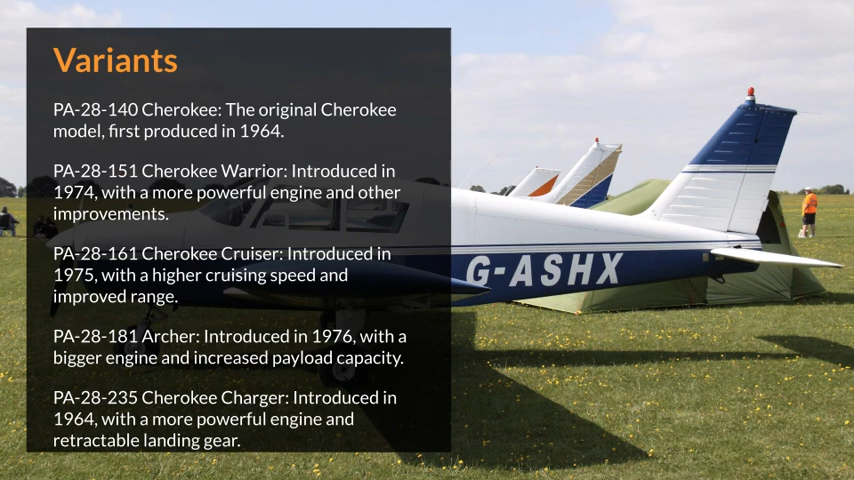 Variants
PA-28-140 Cherokee: The original Cherokee
model, first produced in 1964.
PA-28-151 Cherokee Warrior: Introduced in
1974, with a more powerful engine and other
improvements.
PA-28-161 Cherokee Cruiser: Introduced in
1975, with a higher cruising speed and
improved range.
PA-28-181 Archer: Introduced in 1976, with a
bigger engine and increased payload capacity.
PA-28-235 Cherokee Charger: Introduced in
1964, with a more powerful engine and
retractable landing gear.
G-ASHX